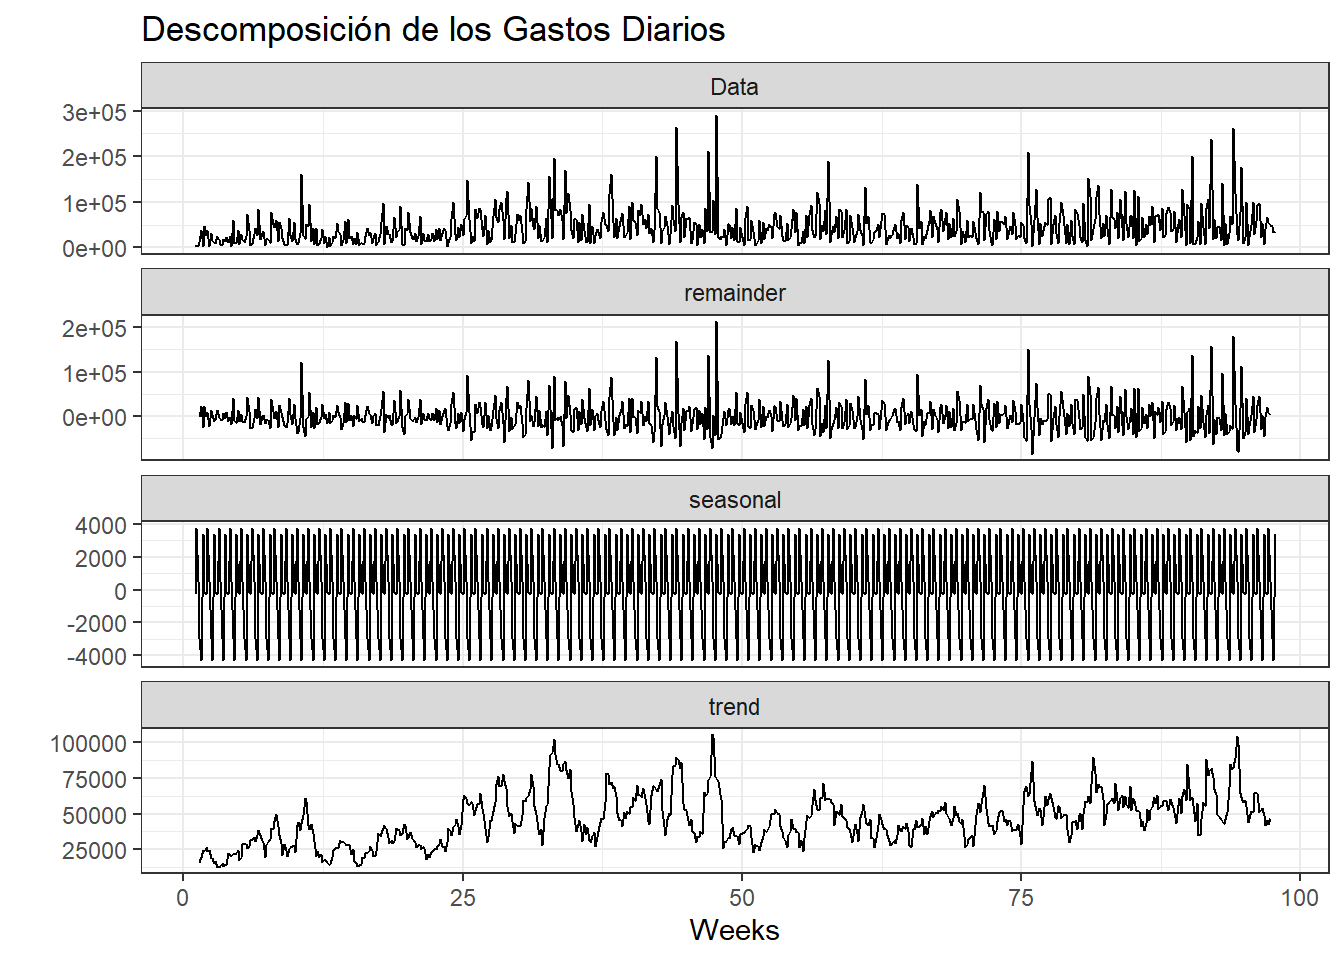 Descomposición de los Gastos Diarios
Data
3e+05
2e+05
1e+05
0e+00
remainder
2e+05
1e+05
0e+00
seasonal
4000
2000
0
-2000
-4000
trend
100000
75000
50000
25000
0 25 50 75 100
Weeks